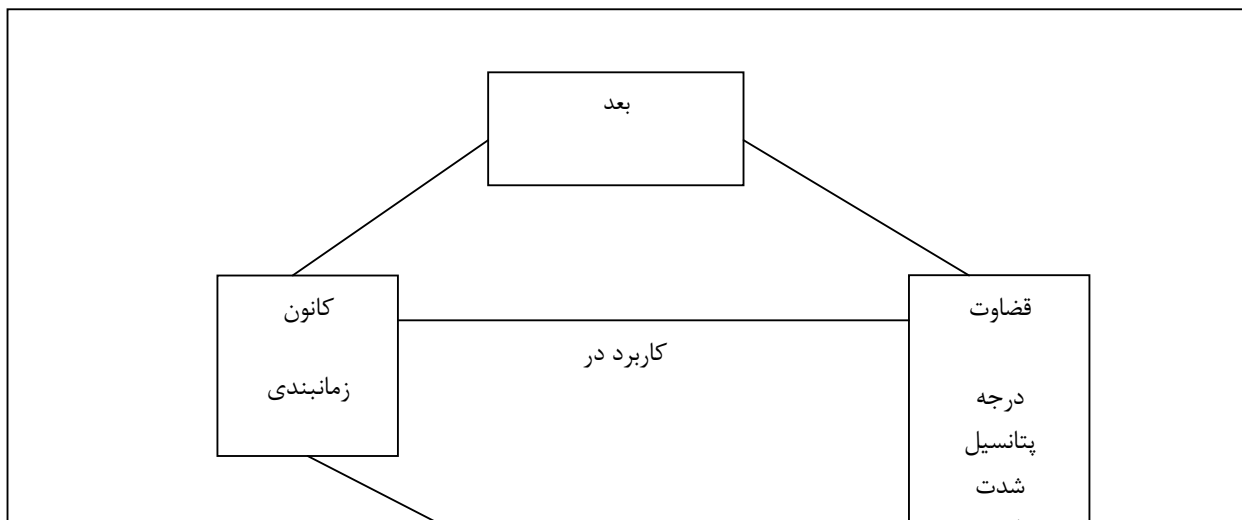 بعد
قضاوت
کانون
کاربرد در
زمانبندی
درجه
پتانسیل
شدت